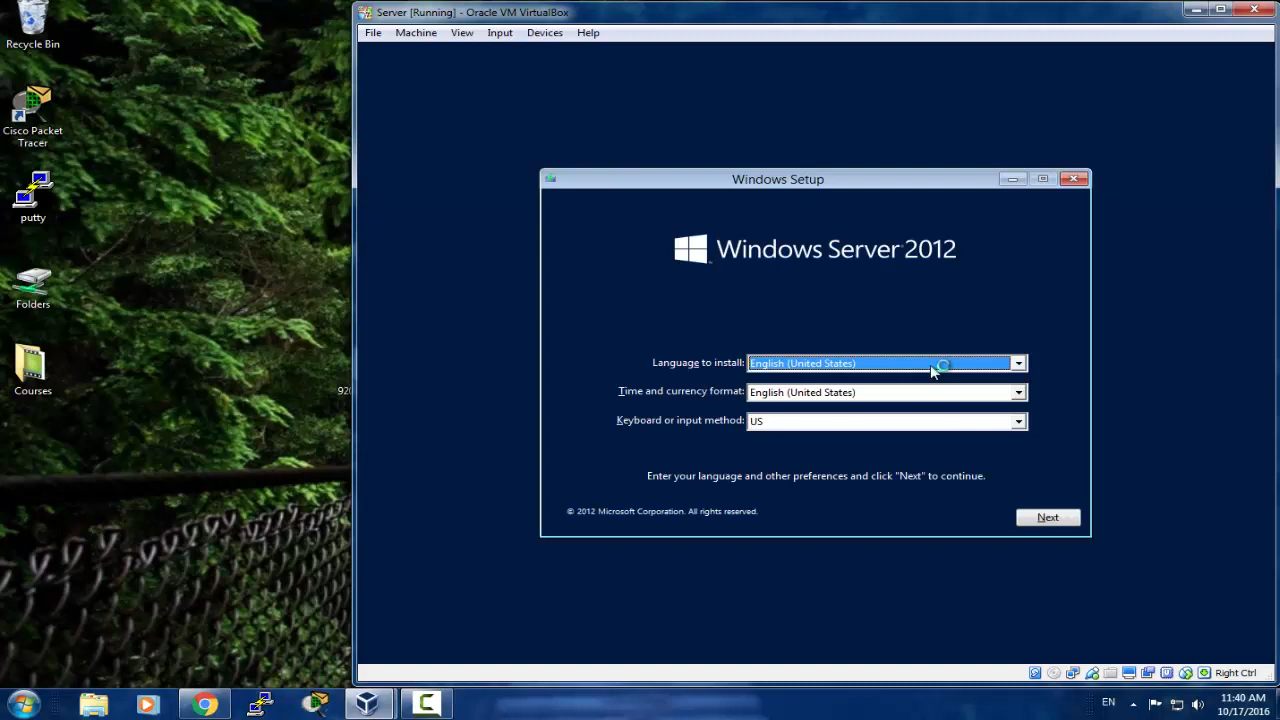 Server [Running] - Oracle VM VirtualBox
File Machine View Input Devices Help
Recycle Bin
Cisco Packet
Tracer
putty
Folders
Courses
920
Windows Setup
Windows Server 2012
Language to install: English (United States)
Time and currency format: English (United States)
Keyboard or input method: US
Enter your language and other preferences and click "Next" to continue.
© 2012 Microsoft Corporation. All rights reserved.
Next
Right Ctrl
EN
11:40 AM
10/17/2016